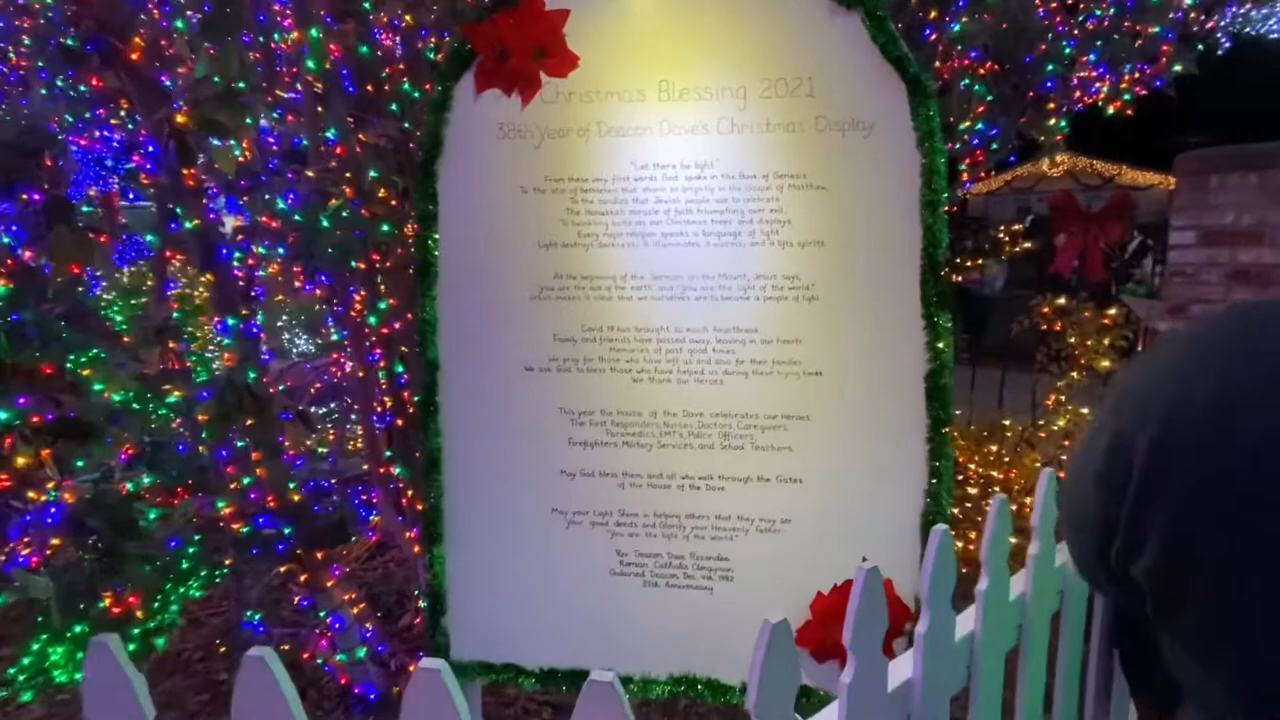 Christmas Blessing 2021
38th Year of Deacon Dave's Christmas Display
"Let there be light."
From these very first words God spoke in the Book of Genesis
To the star of Bethlehem that shone so brightly in the Gospel of Matthew,
To the candles that Jewish people use to celebrate
The Hanukkah miracle of faith triumphing over evil,
To twinkling bulbs on our Christmas trees and displays
Every major religion speaks a language of light
Light destroys darkness, it illuminates, it warms, and it lifts spirits.
At the beginning of the Sermon on the Mount, Jesus says,
"you are the salt of the earth" and "you are the light of the world."
Jesus makes it clear that we ourselves are to become a people of light
Covid 19 has brought so much heartbreak
Family and friends have passed away, leaving in our hearts
Memories of past good times.
We pray for those who have left us and also for their families
We ask God to bless those who have helped us during these trying times
We thank our Heroes.
This year the House of the Dave celebrates our Heroes
The First Responders, Nurses, Doctors, Caregivers,
Paramedics, EMT's, Police Officers,
Firefighters, Military Services, and School Teachers.
May God bless them and all who walk through the Gates
of the House of the Dave
May your Light Shine in helping others that they may see
your good deeds and Glorify your Heavenly Father.
"You are the light of the World."
Rev. Deacon Dave Rezendes
Roman Catholic Clergyman
Ordained Deacon Dec. 4th, 1982
39th Anniversary